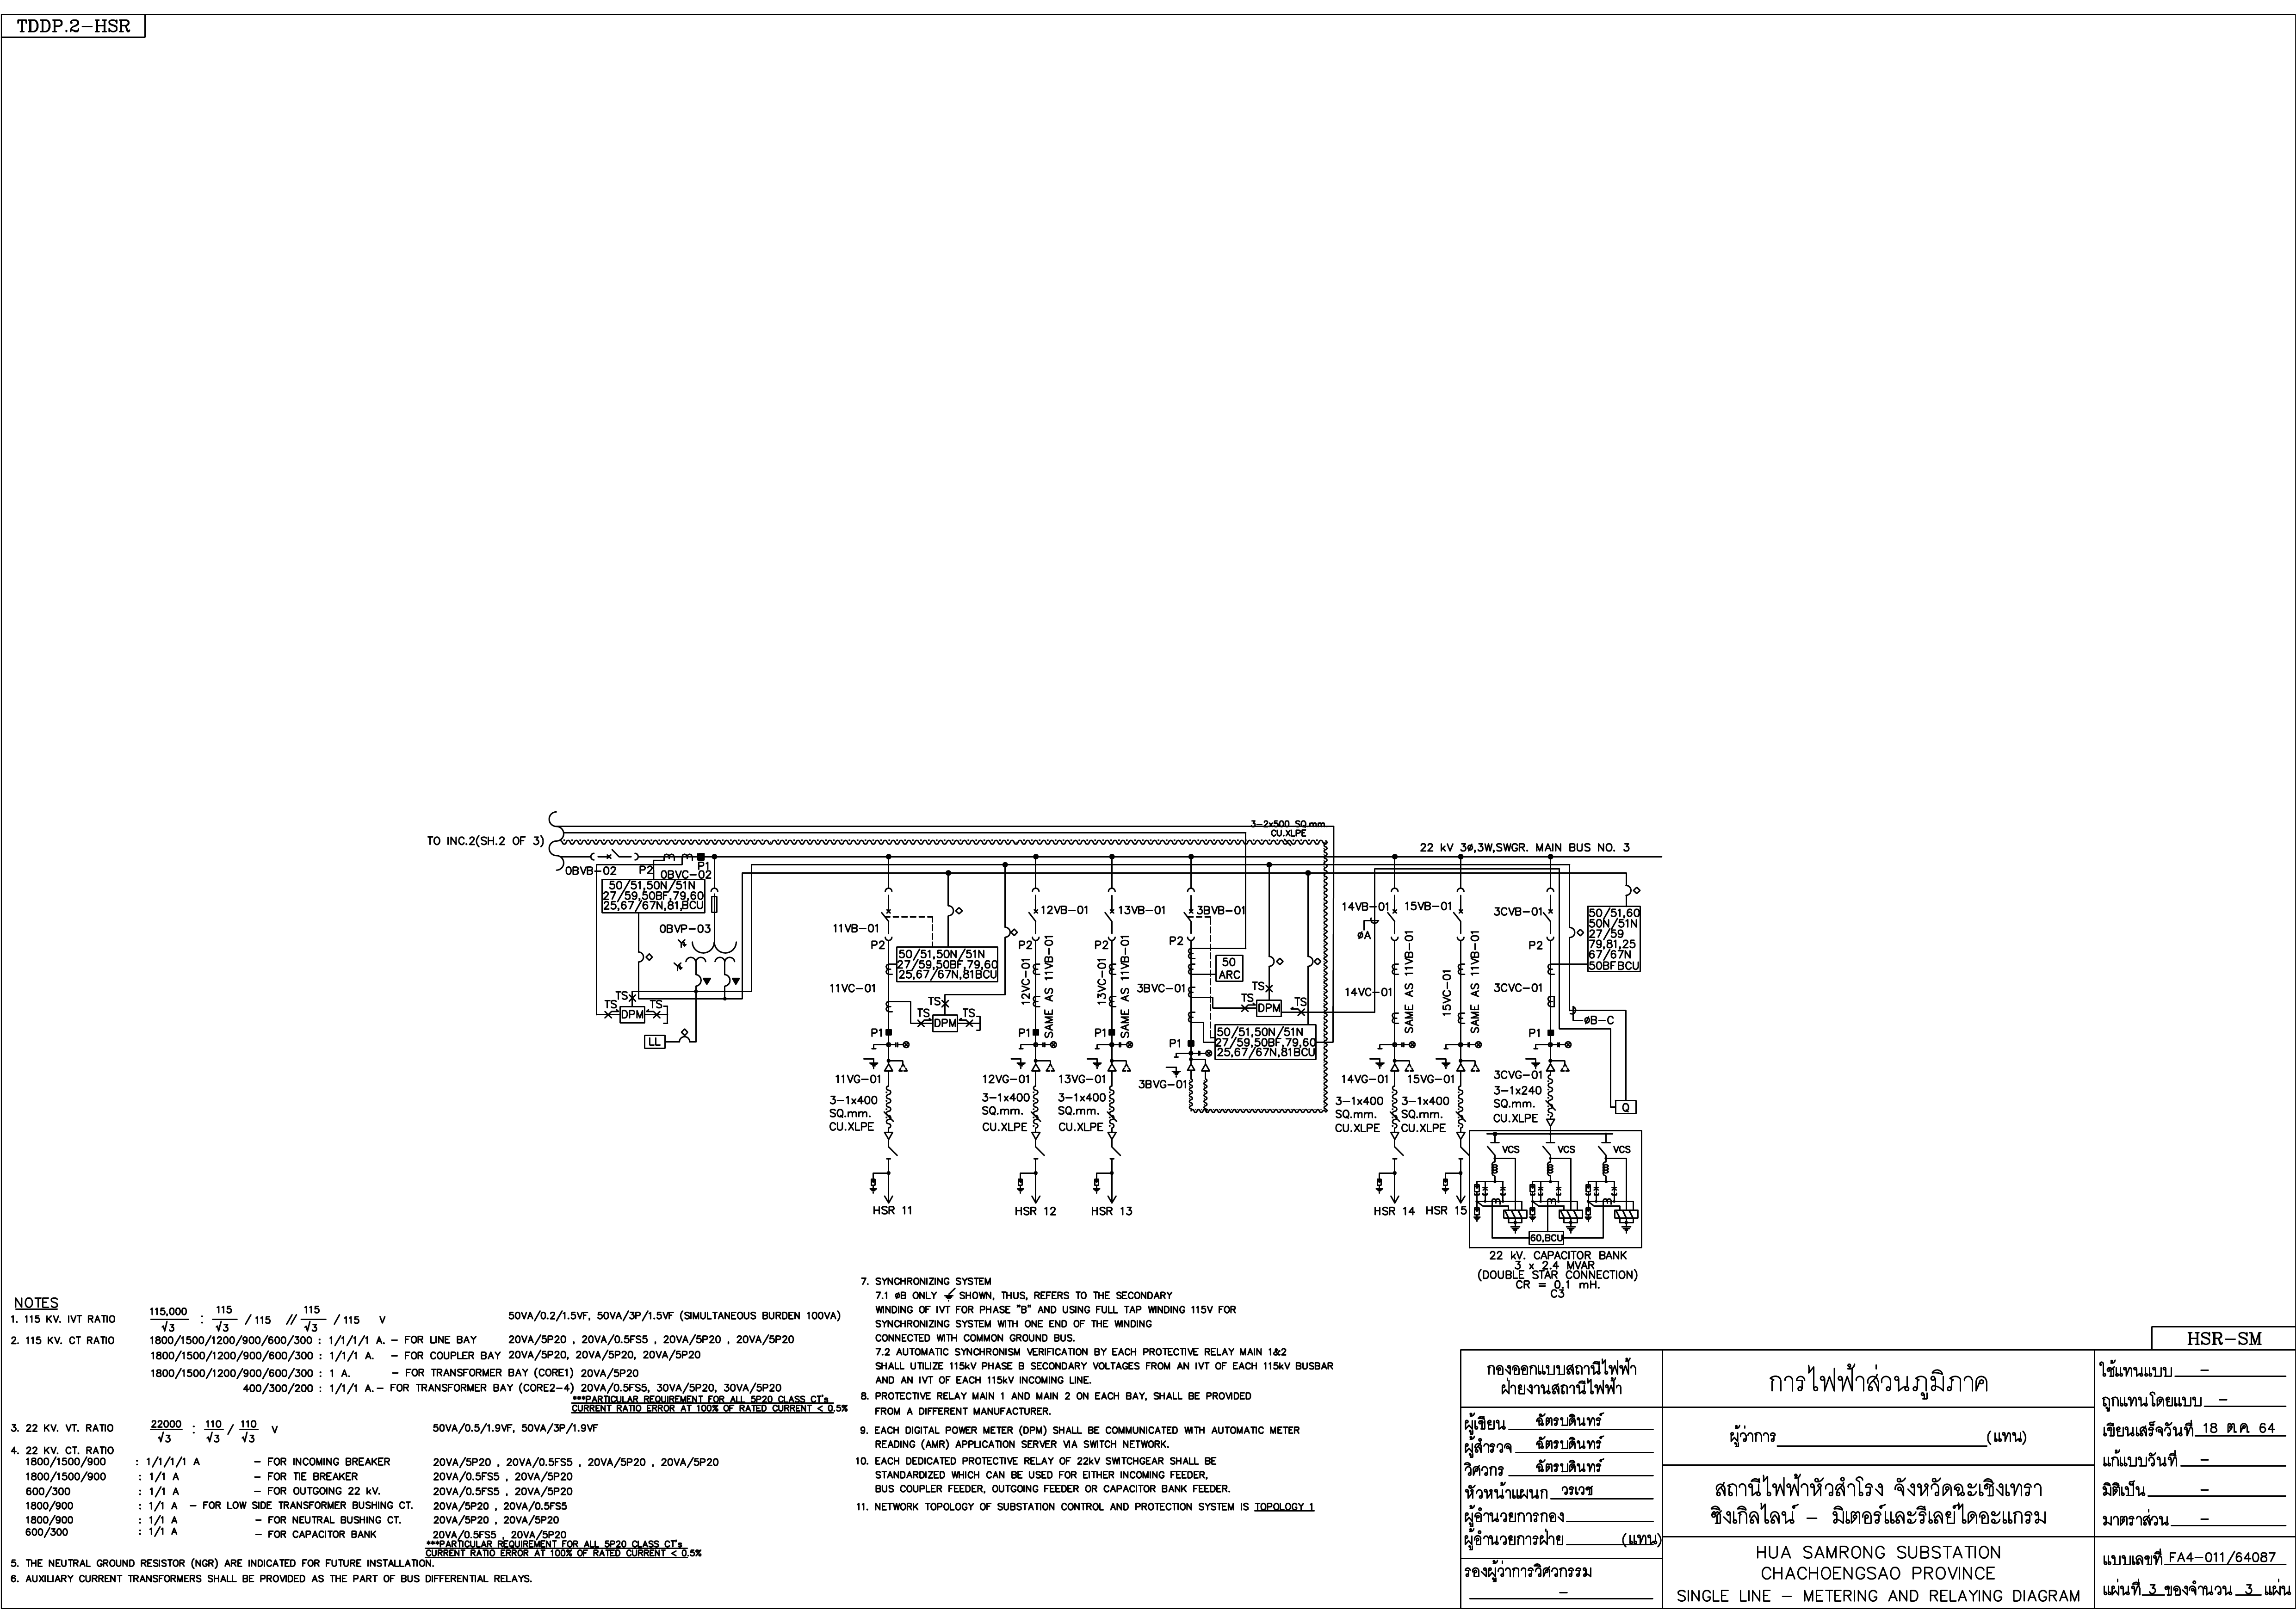 TDDP.2-HSR
TO INC.2(SH.2 OF 3)
3-2x500 SQ.mm
CU.XLPE
22 kV 3ø,3W,SWGR. MAIN BUS NO. 3
0BVB-02
P2
P1
0BVC-02
50/51,50N/51N
27/59,50BF,79,60
25,67/67N,81,BCU
0BVP-03
TS
TS
TS
DPM
LL
11VB-01
P2
50/51,50N/51N
27/59,50BF,79,60
25,67/67N,81BCU
11VC-01
TS
TS
TS
DPM
P1
11VG-01
3-1x400
SQ.mm.
CU.XLPE
HSR 11
12VB-01
P2
12VC-01
SAME AS 11VB-01
P1
12VG-01
3-1x400
SQ.mm.
CU.XLPE
HSR 12
13VB-01
P2
13VC-01
SAME AS 11VB-01
P1
13VG-01
3-1x400
SQ.mm.
CU.XLPE
HSR 13
3BVB-01
P2
50
ARC
3BVC-01
TS
TS
TS
DPM
50/51,50N/51N
27/59,50BF,79,60
25,67/67N,81BCU
P1
3BVG-01
14VB-01
øA
14VC-01
SAME AS 11VB-01
14VG-01
3-1x400
SQ.mm.
CU.XLPE
HSR 14
15VB-01
15VC-01
SAME AS 11VB-01
15VG-01
3-1x400
SQ.mm.
CU.XLPE
HSR 15
3CVB-01
P2
50/51,60
50N/51N
27/59
79,81,25
67/67N
50BFBCU
3CVC-01
øB-C
P1
3CVG-01
3-1x240
SQ.mm.
CU.XLPE
Q
VCS
VCS
VCS
60,BCU
22 kV. CAPACITOR BANK
3 x 2.4 MVAR
(DOUBLE STAR CONNECTION)
CR = 0.1 mH.
C3
NOTES
1. 115 KV. IVT RATIO 115,000/√3 : 115/√3 / 115 // 115/√3 / 115 V 50VA/0.2/1.5VF, 50VA/3P/1.5VF (SIMULTANEOUS BURDEN 100VA)
2. 115 KV. CT RATIO 1800/1500/1200/900/600/300 : 1/1/1/1 A. - FOR LINE BAY 20VA/5P20 , 20VA/0.5FS5 , 20VA/5P20 , 20VA/5P20
1800/1500/1200/900/600/300 : 1/1/1 A. - FOR COUPLER BAY 20VA/5P20, 20VA/5P20, 20VA/5P20
1800/1500/1200/900/600/300 : 1 A. - FOR TRANSFORMER BAY (CORE1) 20VA/5P20
400/300/200 : 1/1/1 A. - FOR TRANSFORMER BAY (CORE2-4) 20VA/0.5FS5, 30VA/5P20, 30VA/5P20
***PARTICULAR REQUIREMENT FOR ALL 5P20 CLASS CT's
CURRENT RATIO ERROR AT 100% OF RATED CURRENT < 0.5%
3. 22 KV. VT. RATIO 22000/√3 : 110/√3 / 110/√3 V 50VA/0.5/1.9VF, 50VA/3P/1.9VF
4. 22 KV. CT. RATIO
1800/1500/900 : 1/1/1/1 A - FOR INCOMING BREAKER 20VA/5P20 , 20VA/0.5FS5 , 20VA/5P20 , 20VA/5P20
1800/1500/900 : 1/1 A - FOR TIE BREAKER 20VA/0.5FS5 , 20VA/5P20
600/300 : 1/1 A - FOR OUTGOING 22 kV. 20VA/0.5FS5 , 20VA/5P20
1800/900 : 1/1 A - FOR LOW SIDE TRANSFORMER BUSHING CT. 20VA/5P20 , 20VA/0.5FS5
1800/900 : 1/1 A - FOR NEUTRAL BUSHING CT. 20VA/5P20 , 20VA/5P20
600/300 : 1/1 A - FOR CAPACITOR BANK 20VA/0.5FS5 , 20VA/5P20
***PARTICULAR REQUIREMENT FOR ALL 5P20 CLASS CT's
CURRENT RATIO ERROR AT 100% OF RATED CURRENT < 0.5%
5. THE NEUTRAL GROUND RESISTOR (NGR) ARE INDICATED FOR FUTURE INSTALLATION.
6. AUXILIARY CURRENT TRANSFORMERS SHALL BE PROVIDED AS THE PART OF BUS DIFFERENTIAL RELAYS.
7. SYNCHRONIZING SYSTEM
7.1 øB ONLY SHOWN, THUS, REFERS TO THE SECONDARY
WINDING OF IVT FOR PHASE "B" AND USING FULL TAP WINDING 115V FOR
SYNCHRONIZING SYSTEM WITH ONE END OF THE WINDING
CONNECTED WITH COMMON GROUND BUS.
7.2 AUTOMATIC SYNCHRONISM VERIFICATION BY EACH PROTECTIVE RELAY MAIN 1&2
SHALL UTILIZE 115kV PHASE B SECONDARY VOLTAGES FROM AN IVT OF EACH 115kV BUSBAR
AND AN IVT OF EACH 115kV INCOMING LINE.
8. PROTECTIVE RELAY MAIN 1 AND MAIN 2 ON EACH BAY, SHALL BE PROVIDED
FROM A DIFFERENT MANUFACTURER.
9. EACH DIGITAL POWER METER (DPM) SHALL BE COMMUNICATED WITH AUTOMATIC METER
READING (AMR) APPLICATION SERVER VIA SWITCH NETWORK.
10. EACH DEDICATED PROTECTIVE RELAY OF 22kV SWITCHGEAR SHALL BE
STANDARDIZED WHICH CAN BE USED FOR EITHER INCOMING FEEDER,
BUS COUPLER FEEDER, OUTGOING FEEDER OR CAPACITOR BANK FEEDER.
11. NETWORK TOPOLOGY OF SUBSTATION CONTROL AND PROTECTION SYSTEM IS TOPOLOGY 1
HSR-SM
กองออกแบบสถานีไฟฟ้า
ฝ่ายงานสถานีไฟฟ้า
ผู้เขียน ฉัตรบดินทร์
ผู้สำรวจ ฉัตรบดินทร์
วิศวกร ฉัตรบดินทร์
หัวหน้าแผนก วรเวช
ผู้อำนวยการกอง
ผู้อำนวยการฝ่าย (แทน)
รองผู้ว่าการวิศวกรรม
-
การไฟฟ้าส่วนภูมิภาค
ผู้ว่าการ (แทน)
สถานีไฟฟ้าหัวสำโรง จังหวัดฉะเชิงเทรา
ซิงเกิลไลน์ - มิเตอร์และรีเลย์ไดอะแกรม
HUA SAMRONG SUBSTATION
CHACHOENGSAO PROVINCE
SINGLE LINE - METERING AND RELAYING DIAGRAM
ใช้แทนแบบ -
ถูกแทนโดยแบบ -
เขียนเสร็จวันที่ 18 ต.ค. 64
แก้แบบวันที่ -
มิติเป็น -
มาตราส่วน -
แบบเลขที่ FA4-011/64087
แผ่นที่ 3 ของจำนวน 3 แผ่น